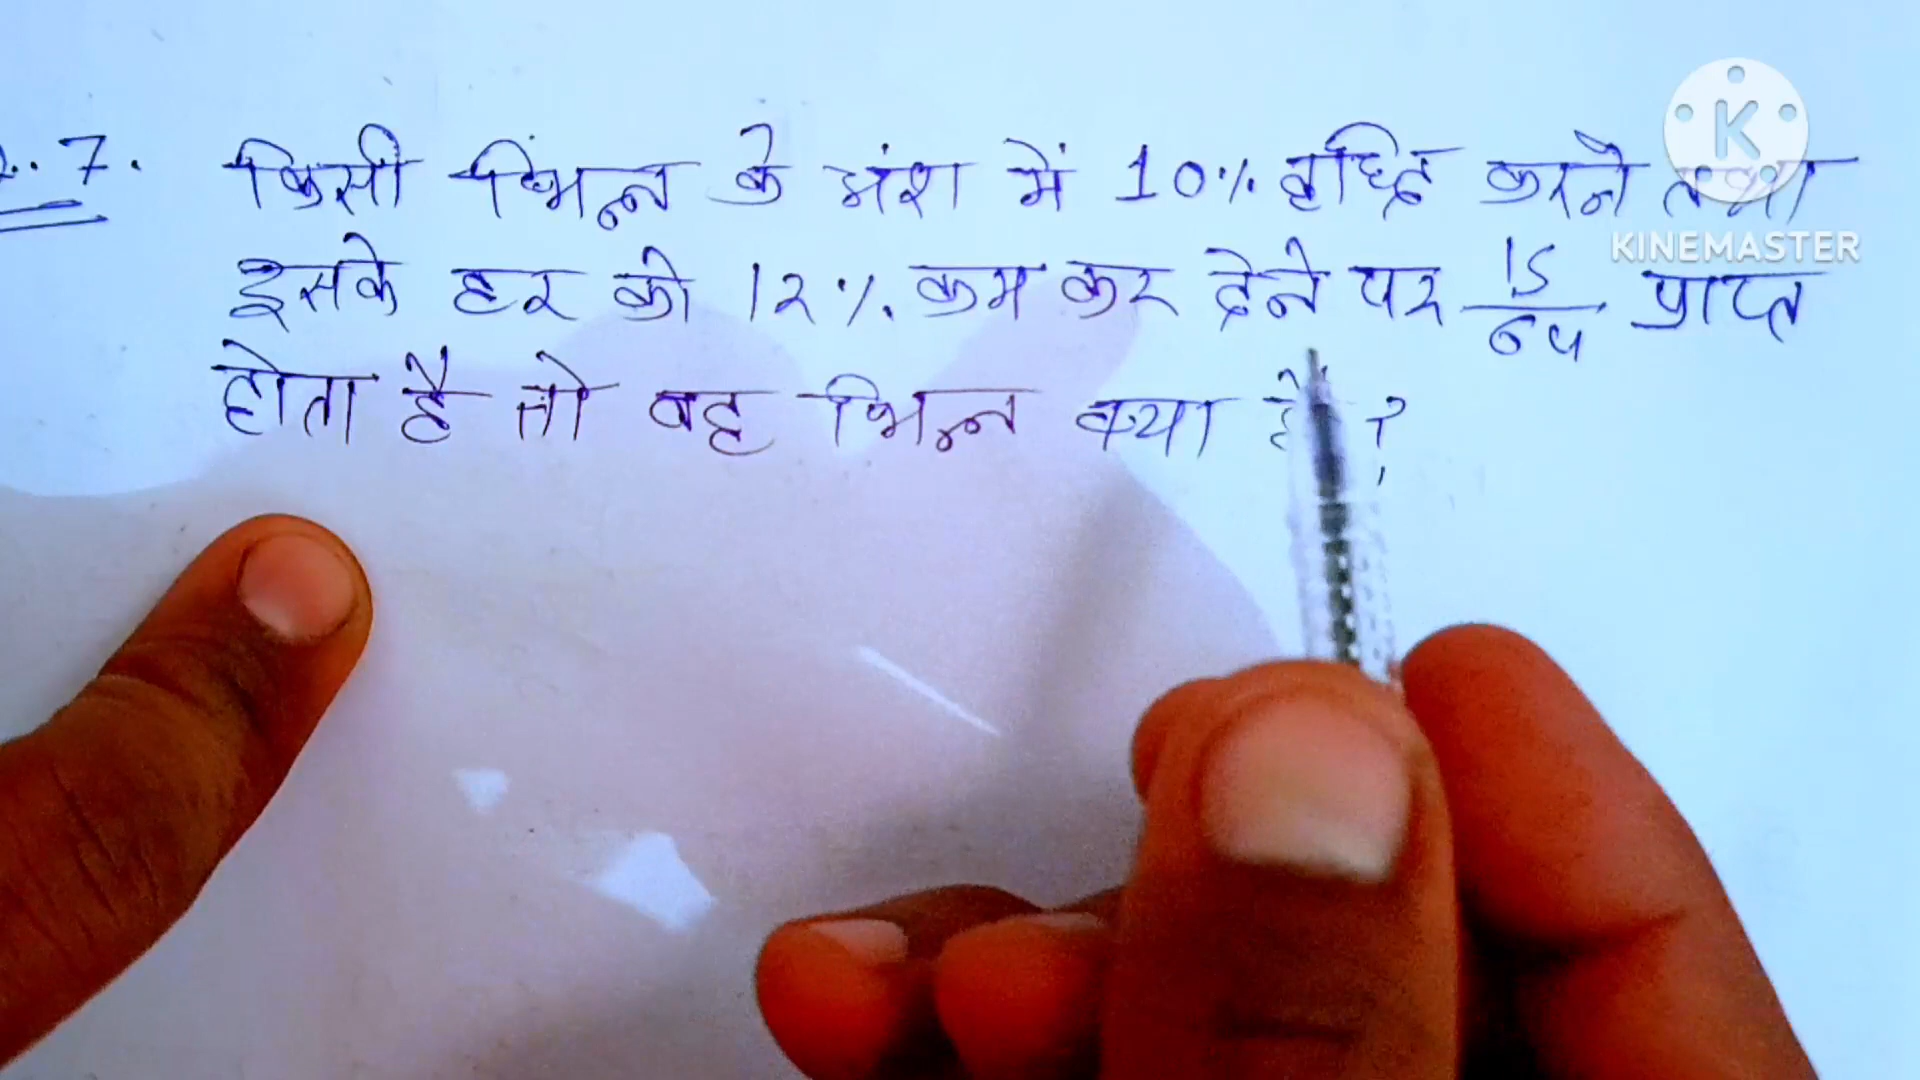 7. किसी भिंन्न के अंश में 10% वृध्दि करने तथा
इसके हर को 12% कम कर देने पर 15/64 प्राप्त
होता है तो वह भिन्न क्या है?
KINEMASTER